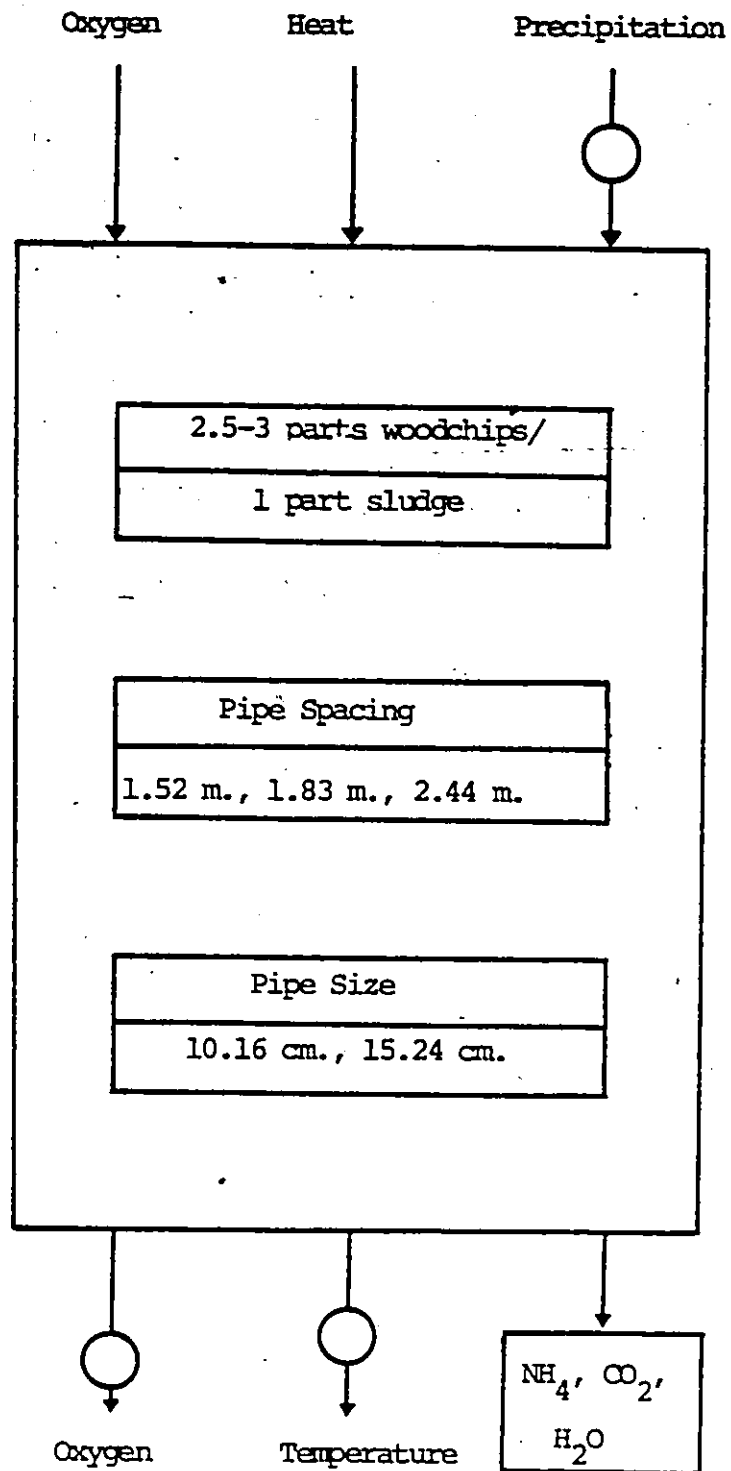 Oxygen Heat Precipitation
2.5-3 parts woodchips/
1 part sludge
Pipe Spacing
1.52 m., 1.83 m., 2.44 m.
Pipe Size
10.16 cm., 15.24 cm.
Oxygen Temperature
NH4, CO2,
H2O